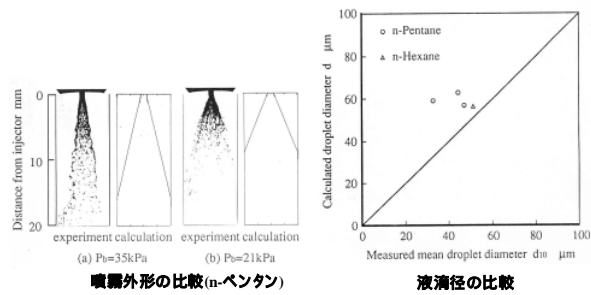 Distance from injector mm
0
10
20
experiment calculation
experiment calculation
(a) Pb=35kPa
(b) Pb=21kPa
噴霧外形の比較(n-ペンタン)
Calculated droplet diameter d μm
100
80
60
40
20
0
n-Pentane
n-Hexane
0 20 40 60 80 100
Measured mean droplet diameter d10 μm
液滴径の比較